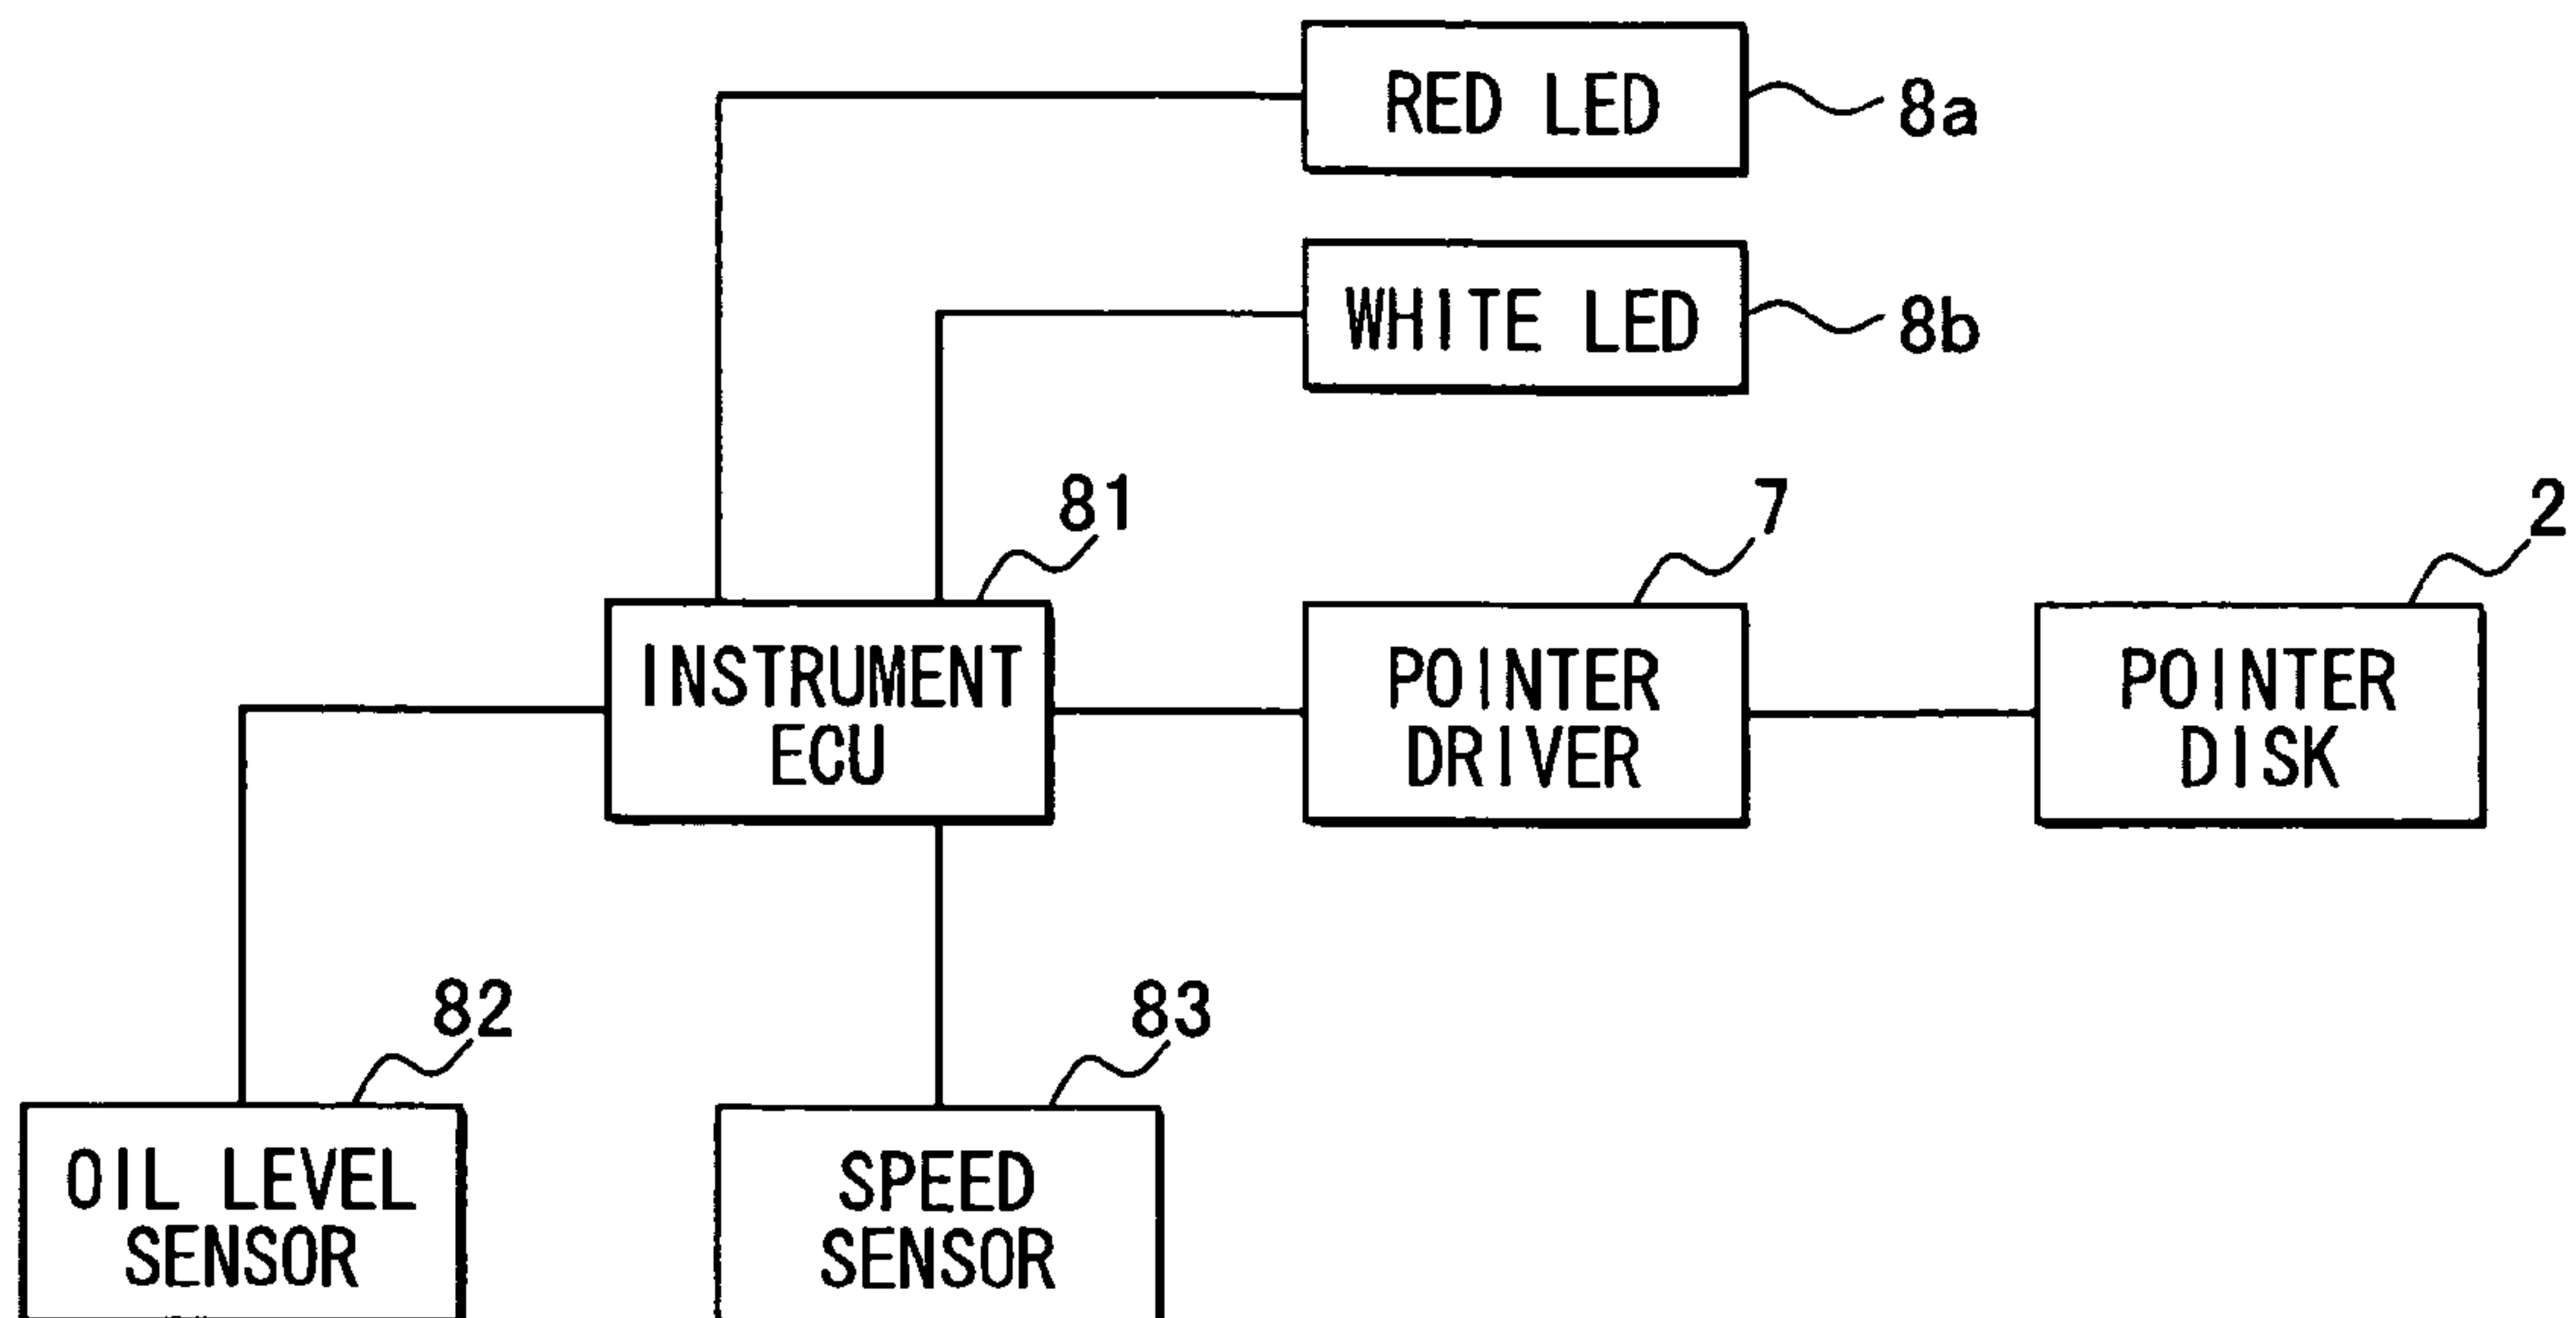 RED LED
8a
WHITE LED
8b
81
7
2
INSTRUMENT
ECU
POINTER
DRIVER
POINTER
DISK
82
83
OIL LEVEL
SENSOR
SPEED
SENSOR